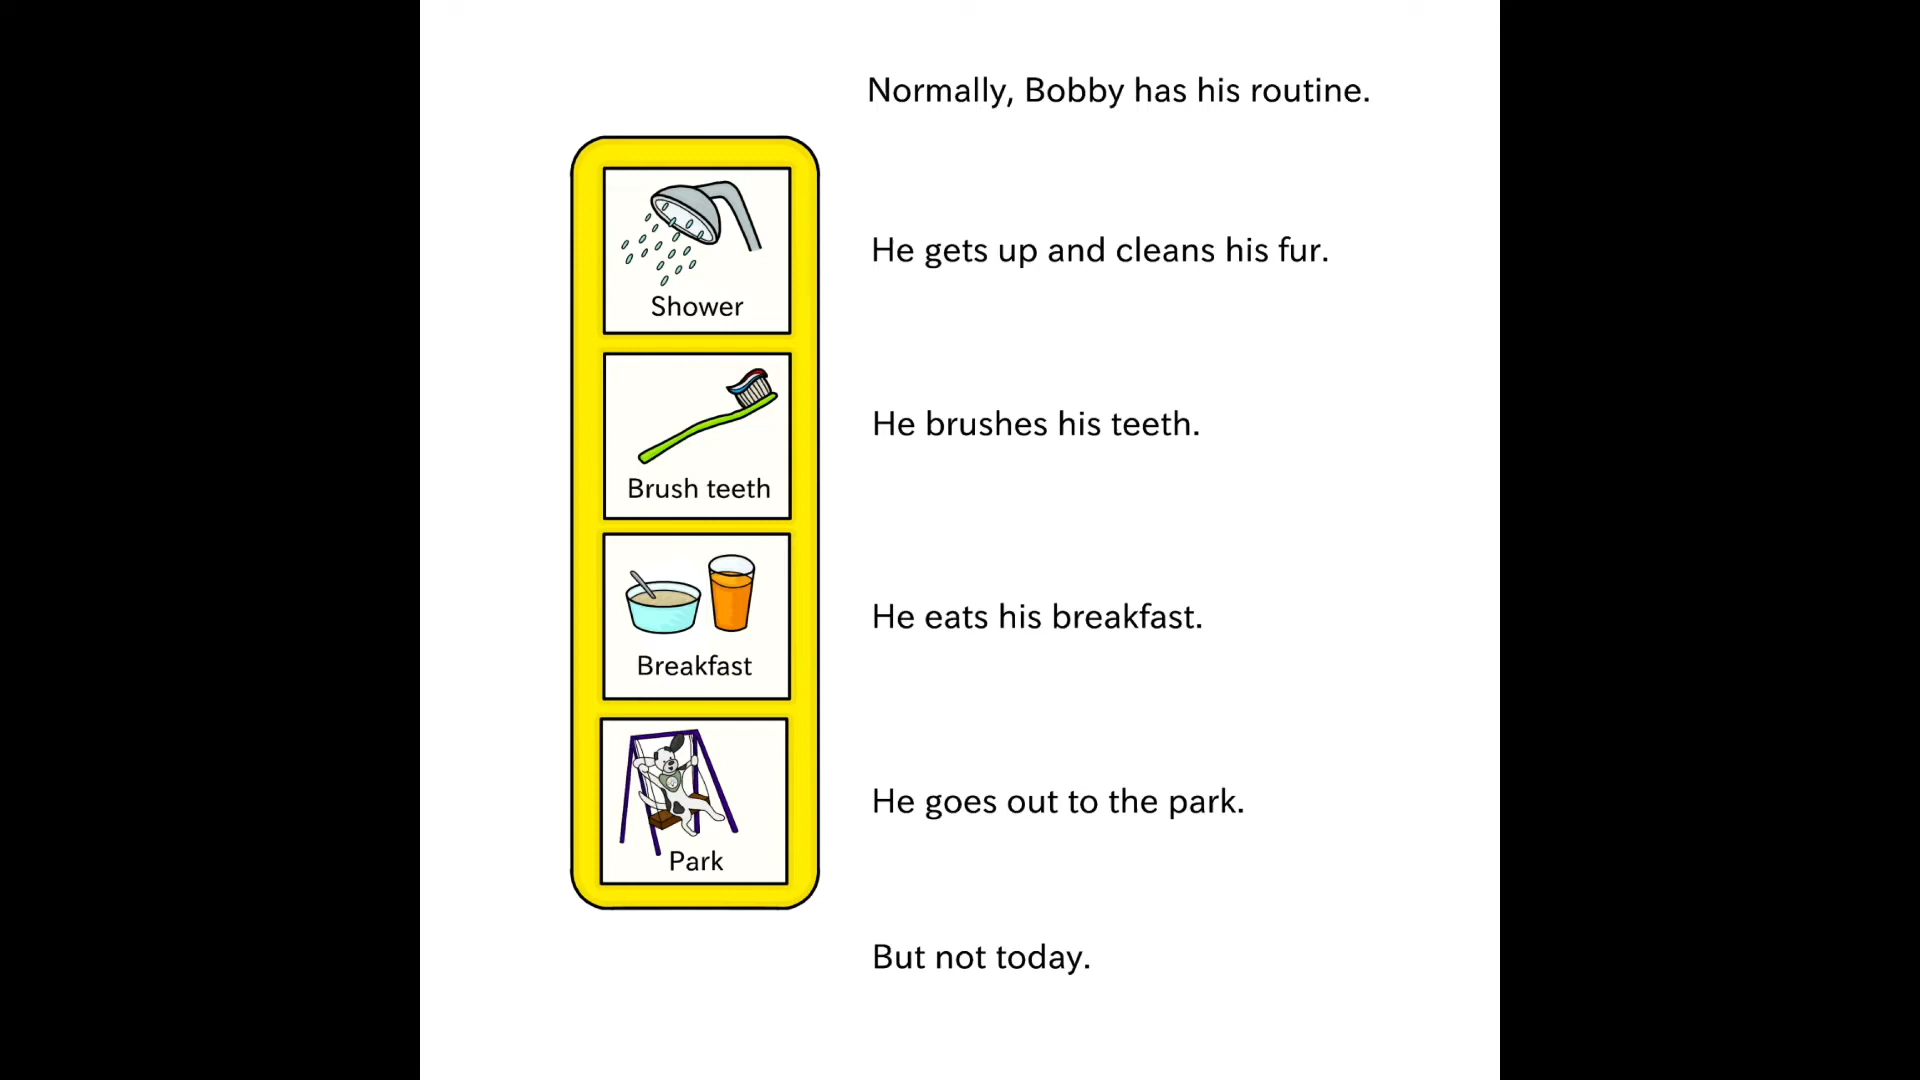 Normally, Bobby has his routine.
Shower
He gets up and cleans his fur.
Brush teeth
He brushes his teeth.
Breakfast
He eats his breakfast.
Park
He goes out to the park.
But not today.